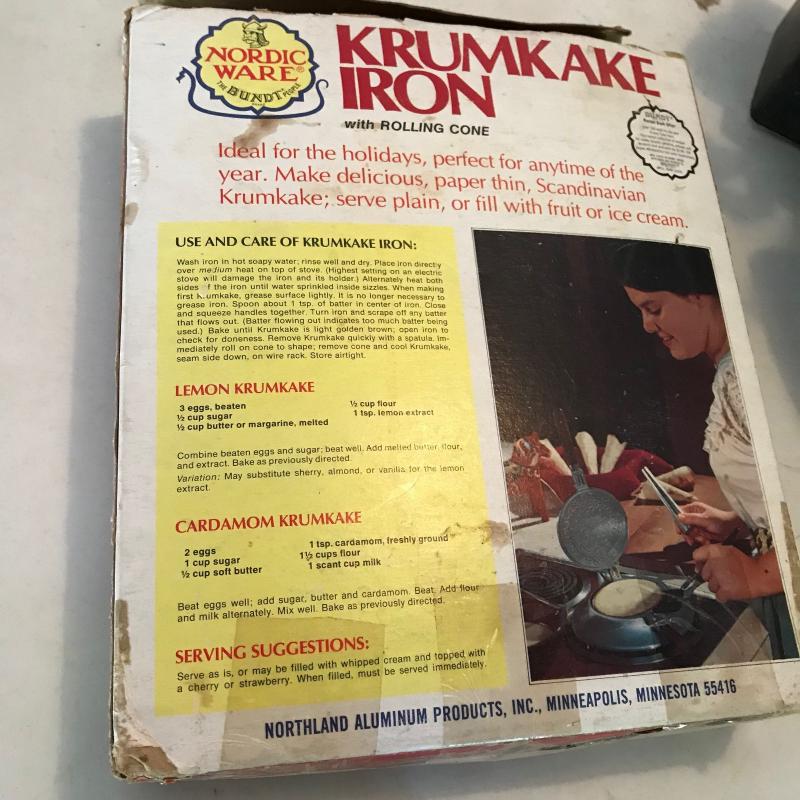 NORDIC
WARE®
THE BUNDT® PEOPLE
KRUMKAKE
IRON
with ROLLING CONE
BUNDT®
Ideal for the holidays, perfect for anytime of the
year. Make delicious, paper thin, Scandinavian
Krumkake; serve plain, or fill with fruit or ice cream.
USE AND CARE OF KRUMKAKE IRON:
Wash iron in hot soapy water; rinse well and dry. Place iron directly
over medium heat on top of stove. (Highest setting on an electric
stove will damage the iron and its holder.) Alternately heat both
sides of the iron until water sprinkled inside sizzles. When making
first Krumkake, grease surface lightly. It is no longer necessary to
grease iron. Spoon about 1 tsp. of batter in center of iron. Close
and squeeze handles together. Turn iron and scrape off any batter
that flows out. (Batter flowing out indicates too much batter being
used.) Bake until Krumkake is light golden brown; open iron to
check for doneness. Remove Krumkake quickly with a spatula. Im-
mediately roll on cone to shape; remove cone and cool Krumkake,
seam side down, on wire rack. Store airtight.
LEMON KRUMKAKE
3 eggs, beaten ½ cup flour
½ cup sugar 1 tsp. lemon extract
½ cup butter or margarine, melted
Combine beaten eggs and sugar; beat well. Add melted butter, flour,
and extract. Bake as previously directed.
Variation: May substitute sherry, almond, or vanilla for the lemon
extract.
CARDAMOM KRUMKAKE
2 eggs 1 tsp. cardamom, freshly ground
1 cup sugar 1½ cups flour
½ cup soft butter 1 scant cup milk
Beat eggs well; add sugar, butter and cardamom. Beat. Add flour
and milk alternately. Mix well. Bake as previously directed.
SERVING SUGGESTIONS:
Serve as is, or may be filled with whipped cream and topped with
a cherry or strawberry. When filled, must be served immediately.
NORTHLAND ALUMINUM PRODUCTS, INC., MINNEAPOLIS, MINNESOTA 55416